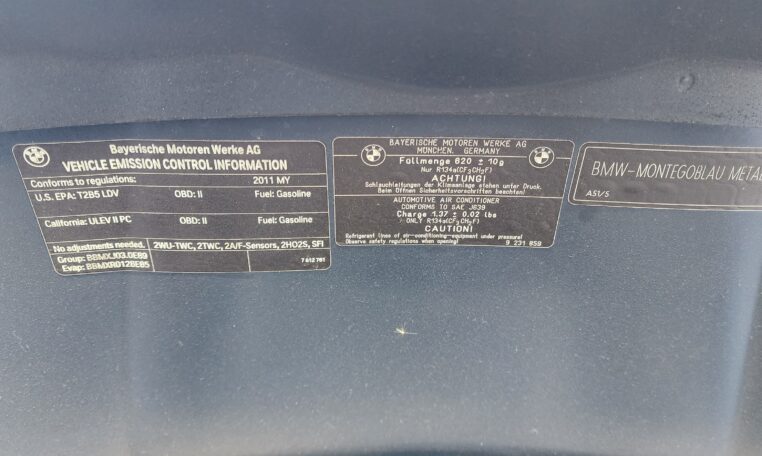 Bayerische Motoren Werke AG
VEHICLE EMISSION CONTROL INFORMATION
Conforms to regulations: 2011 MY
U.S. EPA: T2B5 LDV OBD: II Fuel: Gasoline
California: ULEV II PC OBD: II Fuel: Gasoline
No adjustments needed. 2WU-TWC, 2TWC, 2A/F-Sensors, 2HO2S, SFI
Group: BBMXJ03.0E89
Evap: BBMXR0128E85 7 612 761
BAYERISCHE MOTOREN WERKE AG
MÜNCHEN, GERMANY
Füllmenge 620 ± 10g
Nur R134a(CF3CH2F)
ACHTUNG!
Schlauchleitungen der Klimaanlage stehen unter Druck.
Beim Öffnen Sicherheitsvorschriften beachten!
AUTOMOTIVE AIR CONDITIONER
CONFORMS TO SAE J639
Charge 1.37 ± 0.02 lbs
ONLY R134a(CF3CH2F)
CAUTION!
Refrigerant lines of air-conditioning-equipment under pressure!
Observe safety regulations when opening! 9 231 859
BMW-MONTEGOBLAU META
A51/5